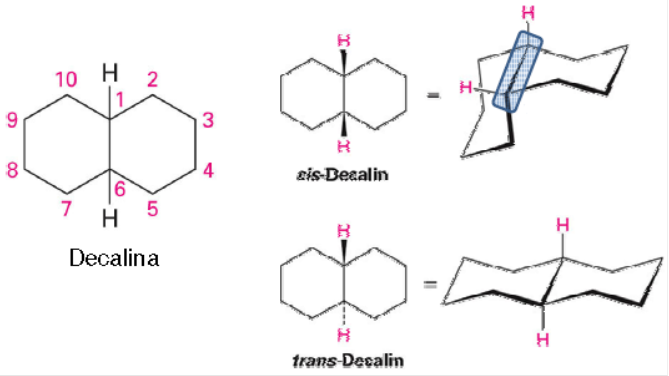 H
10 1 2
9 3
8 4
7 6 5
H
Decalina
H
H
=
cis-Decalin
H
H
H
H
=
trans-Decalin
H
H